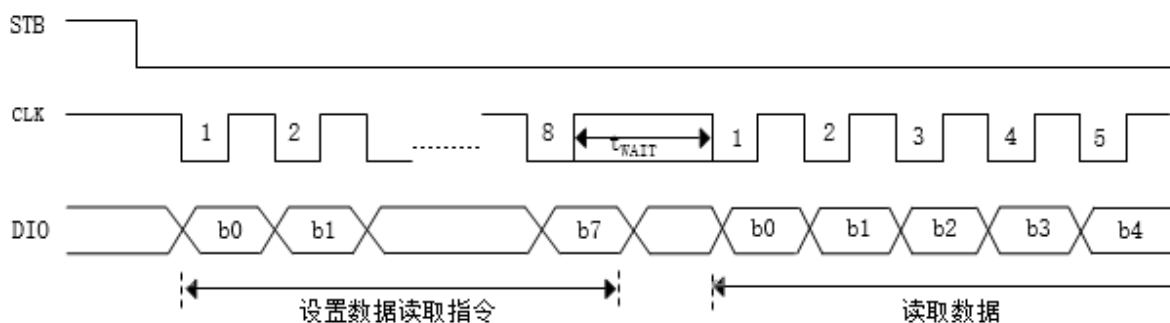 STB
CLK 1 2 ......... 8 tWAIT 1 2 3 4 5
DIO b0 b1 b7 b0 b1 b2 b3 b4
设置数据读取指令 读取数据